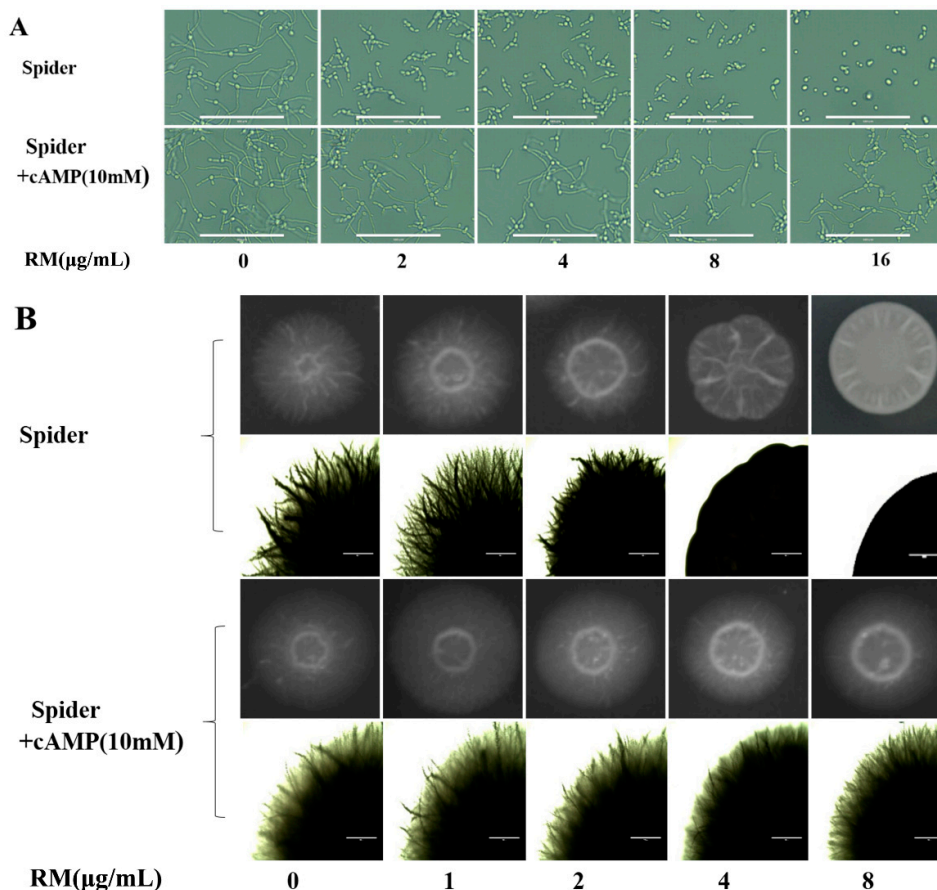 A
Spider
Spider
+cAMP(10mM)
RM(μg/mL) 0 2 4 8 16
B
Spider
Spider
+cAMP(10mM)
RM(μg/mL) 0 1 2 4 8